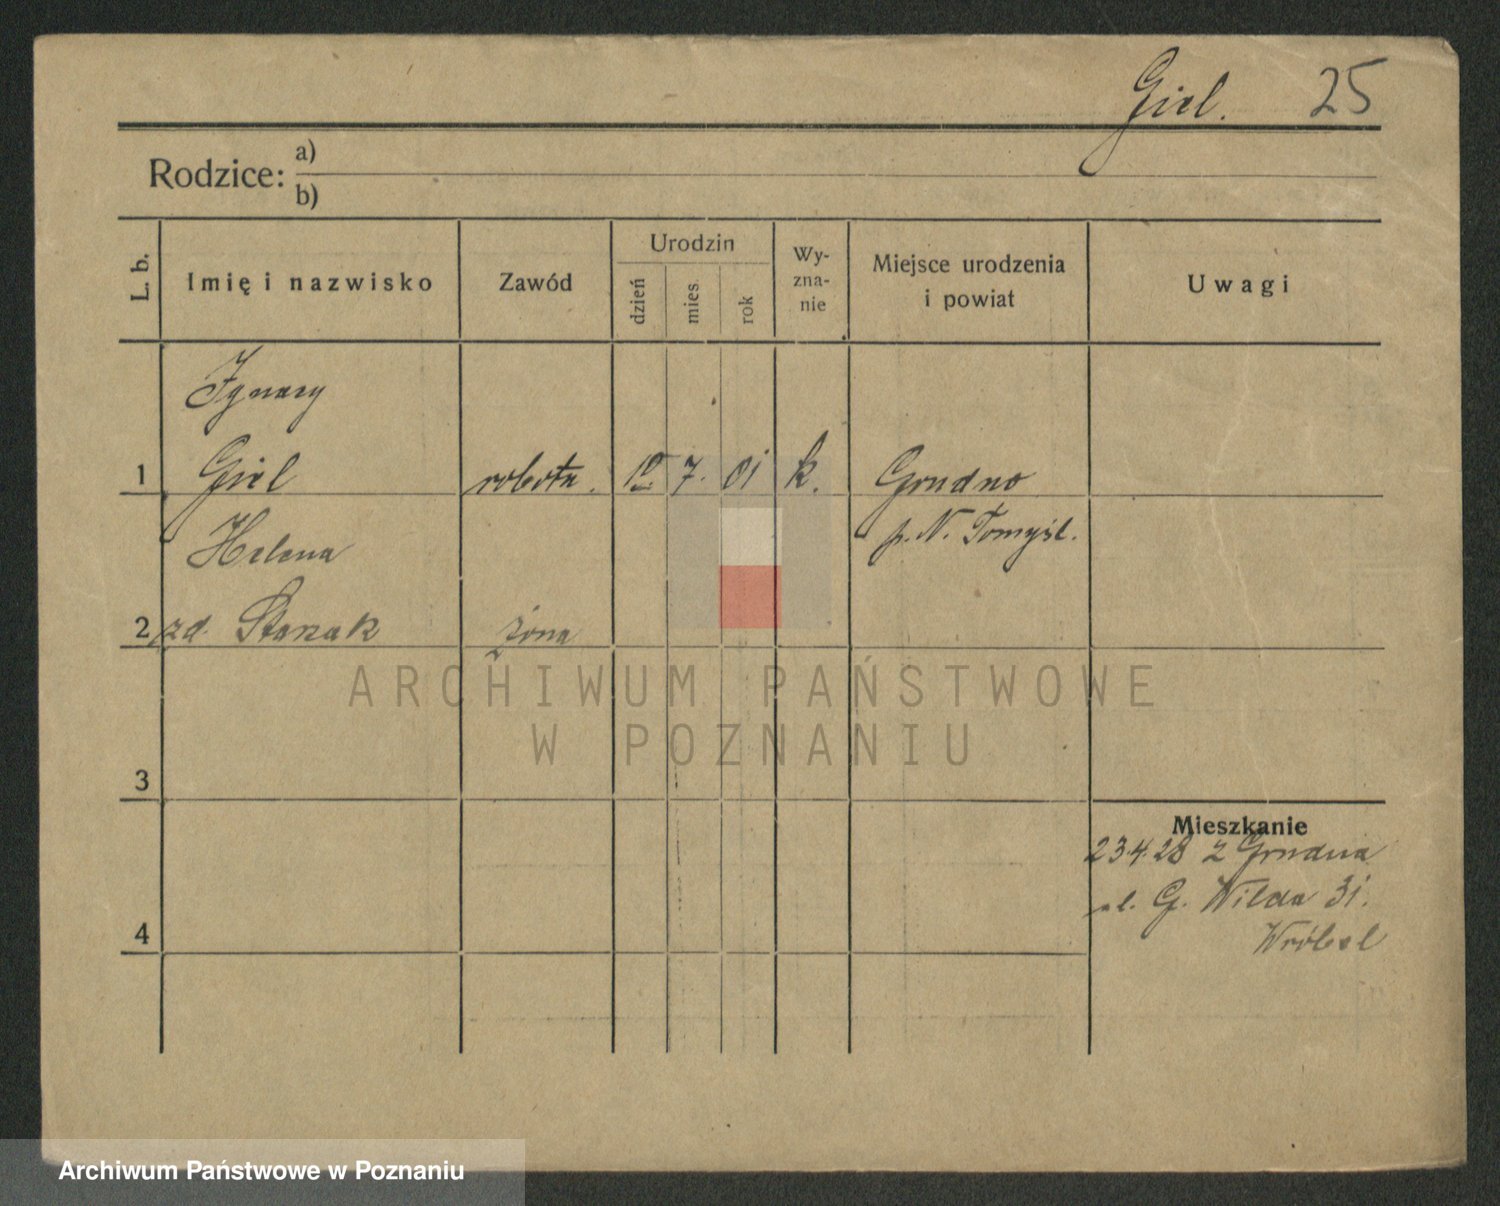 Giel. 25
Rodzice: a)
b)
L. b. Imię i nazwisko Zawód Urodzin dzień mies. rok Wy-zna-nie Miejsce urodzenia i powiat Uwagi
Ignacy
1 Giel robotn. 10. 7. 01 k. Grudno
p. N. Tomyśl.
Helena
2 zd. Stanak żona
ARCHIWUM PAŃSTWOWE
W POZNANIU
3
Mieszkanie
23.4.28 z Grudna
ul. G. Wilda 31.
4 Wróbel
Archiwum Państwowe w Poznaniu